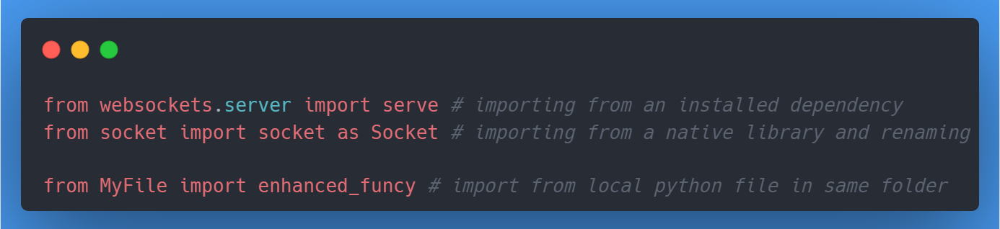 from websockets.server import serve # importing from an installed dependency
from socket import socket as Socket # importing from a native library and renaming
from MyFile import enhanced_funcy # import from local python file in same folder